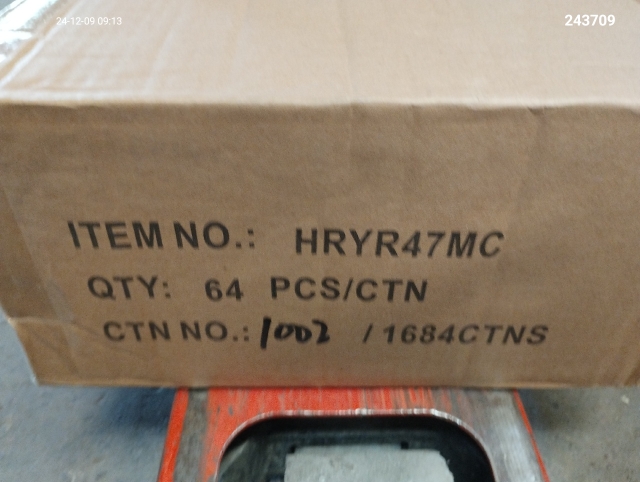 24-12-09 09:13
243709
ITEM NO.: HRYR47MC
QTY: 64 PCS/CTN
CTN NO.: 1002 / 1684CTNS